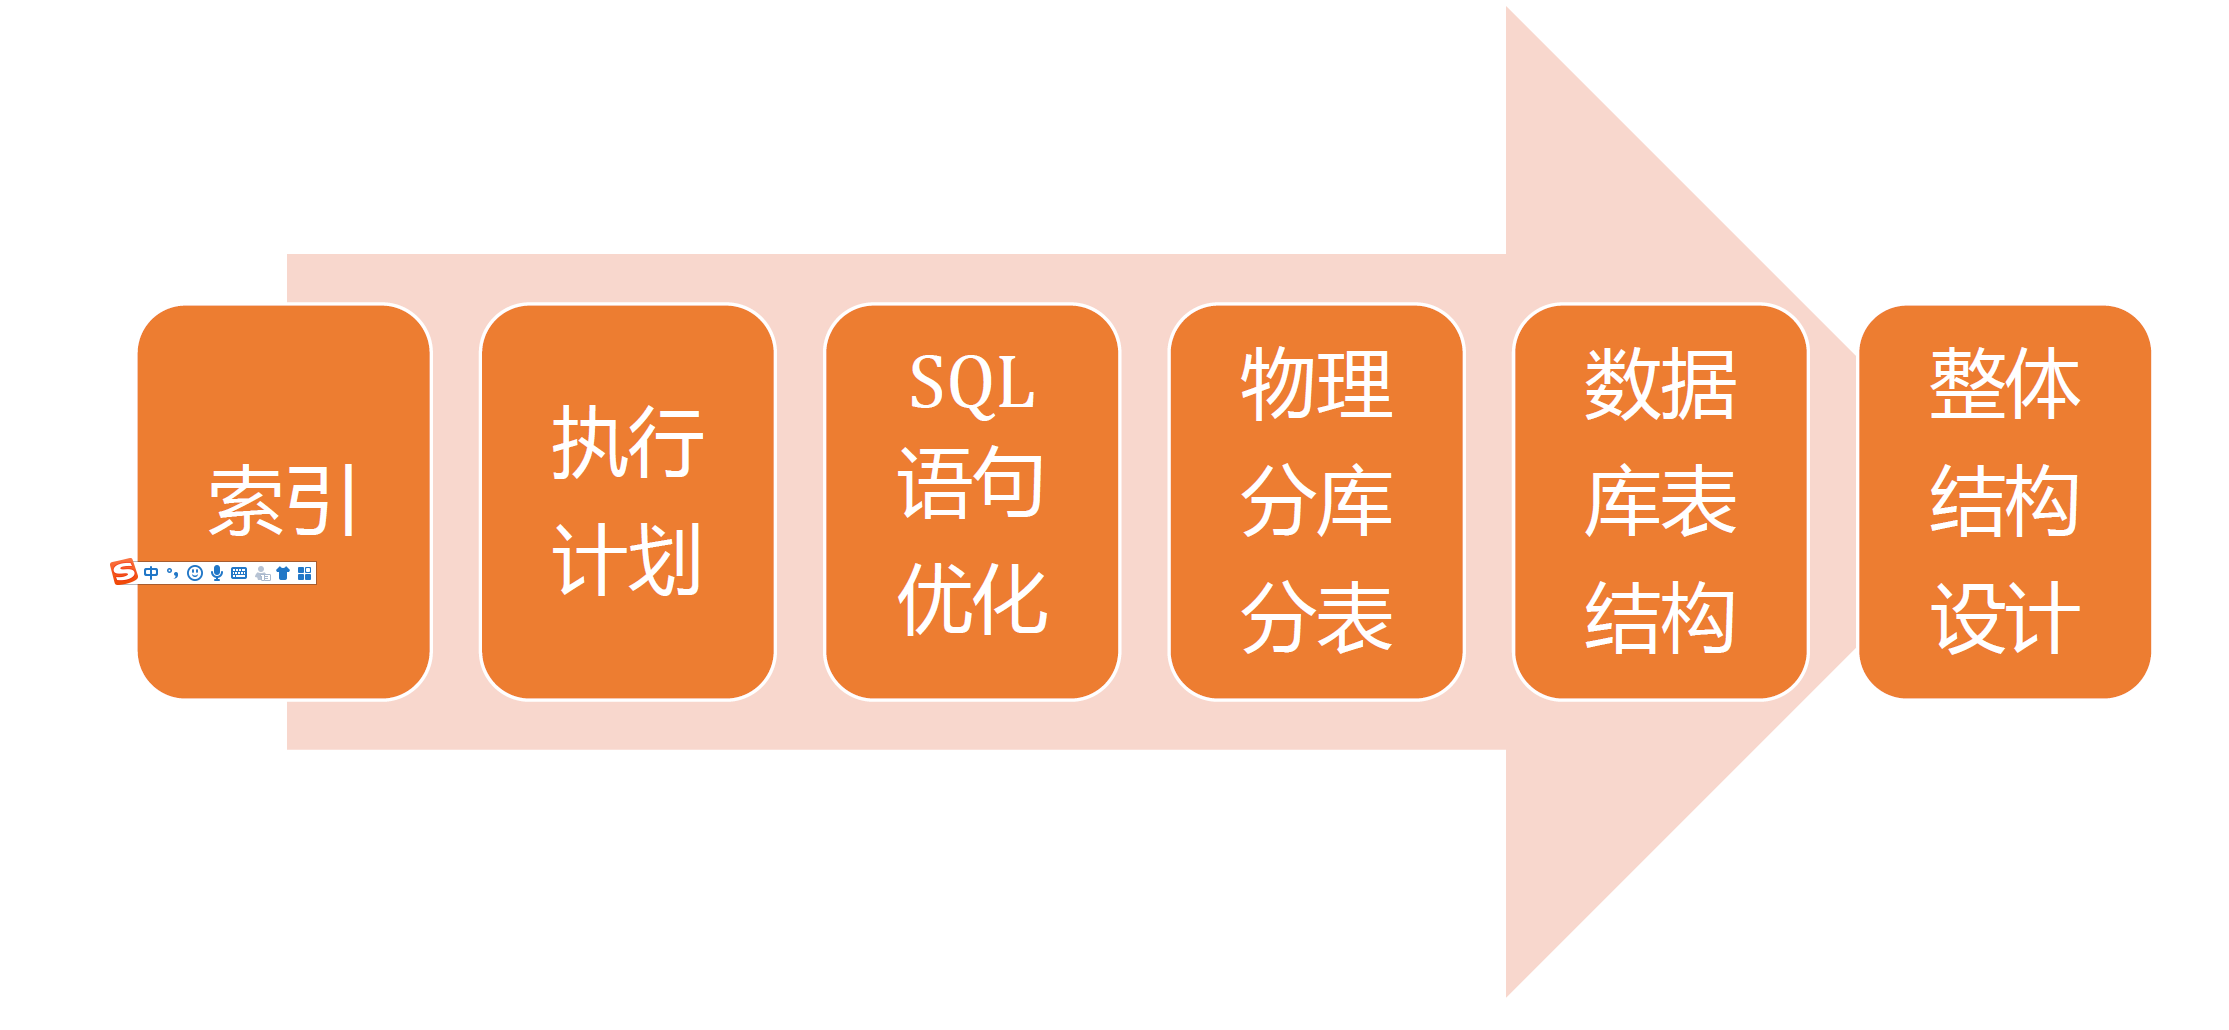 索引
中
执行
计划
SQL
语句
优化
物理
分库
分表
数据
库表
结构
整体
结构
设计